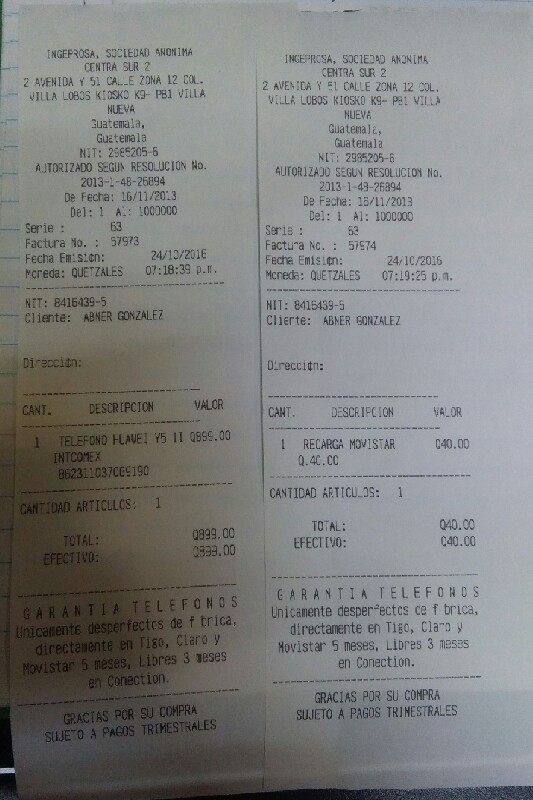 INGEPROSA, SOCIEDAD ANONIMA
CENTRA SUR 2
2 AVENIDA Y 51 CALLE ZONA 12 COL.
VILLA LOBOS KIOSKO K9- PB1 VILLA
NUEVA
Guatemala,
Guatemala
NIT: 2985205-6
AUTORIZADO SEGUN RESOLUCION No.
2013-1-48-26894
De Fecha: 16/11/2013
Del: 1 Al: 1000000
Serie : 63
Factura No. : 57973
Fecha Emisión: 24/10/2016
Moneda: QUETZALES 07:18:39 p.m.
NIT: 8416439-5
Cliente: ABNER GONZALEZ
Dirección:
CANT. DESCRIPCION VALOR
1 TELEFONO HUAWEI Y5 II Q899.00
INTCOMEX
862311037069190
CANTIDAD ARTICULOS: 1
TOTAL: Q899.00
EFECTIVO: Q899.00
GARANTIA TELEFONOS
Unicamente desperfectos de f brica,
directamente en Tigo, Claro y
Movistar 5 meses, Libres 3 meses
en Conection.
GRACIAS POR SU COMPRA
SUJETO A PAGOS TRIMESTRALES
INGEPROSA, SOCIEDAD ANONIMA
CENTRA SUR 2
2 AVENIDA Y 51 CALLE ZONA 12 COL.
VILLA LOBOS KIOSKO K9- PB1 VILLA
NUEVA
Guatemala,
Guatemala
NIT: 2985205-6
AUTORIZADO SEGUN RESOLUCION No.
2013-1-48-26894
De Fecha: 16/11/2013
Del: 1 Al: 1000000
Serie : 63
Factura No. : 57974
Fecha Emisión: 24/10/2016
Moneda: QUETZALES 07:19:25 p.m.
NIT: 8416439-5
Cliente: ABNER GONZALEZ
Dirección:
CANT. DESCRIPCION VALOR
1 RECARGA MOVISTAR Q40.00
Q.40.00
CANTIDAD ARTICULOS: 1
TOTAL: Q40.00
EFECTIVO: Q40.00
GARANTIA TELEFONOS
Unicamente desperfectos de f brica,
directamente en Tigo, Claro y
Movistar 5 meses, Libres 3 meses
en Conection.
GRACIAS POR SU COMPRA
SUJETO A PAGOS TRIMESTRALES